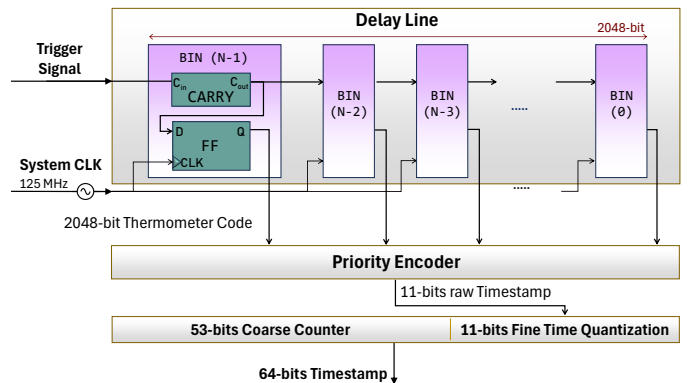 Delay Line
2048-bit
Trigger
Signal
BIN (N-1)
Cin
Cout
CARRY
D
Q
FF
CLK
BIN
(N-2)
BIN
(N-3)
.....
BIN
(0)
System CLK
125 MHz
.....
2048-bit Thermometer Code
Priority Encoder
11-bits raw Timestamp
53-bits Coarse Counter
11-bits Fine Time Quantization
64-bits Timestamp